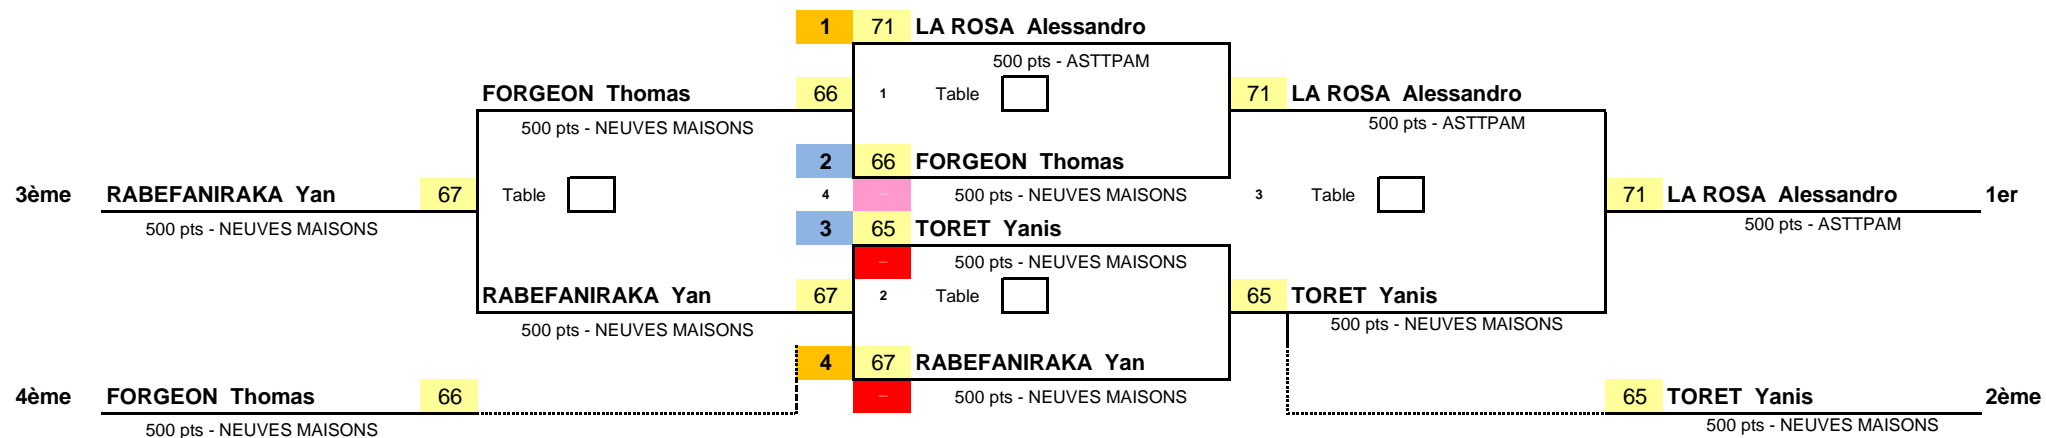 1 71 LA ROSA Alessandro
500 pts - ASTTPAM
FORGEON Thomas 66 1 Table 71 LA ROSA Alessandro
500 pts - NEUVES MAISONS 500 pts - ASTTPAM
2 66 FORGEON Thomas
3ème RABEFANIRAKA Yan 67 Table 4 – 500 pts - NEUVES MAISONS 3 Table 71 LA ROSA Alessandro 1er
500 pts - NEUVES MAISONS 3 65 TORET Yanis 500 pts - ASTTPAM
– 500 pts - NEUVES MAISONS
RABEFANIRAKA Yan 67 2 Table 65 TORET Yanis
500 pts - NEUVES MAISONS 500 pts - NEUVES MAISONS
4 67 RABEFANIRAKA Yan
4ème FORGEON Thomas 66 – 500 pts - NEUVES MAISONS 65 TORET Yanis 2ème
500 pts - NEUVES MAISONS 500 pts - NEUVES MAISONS